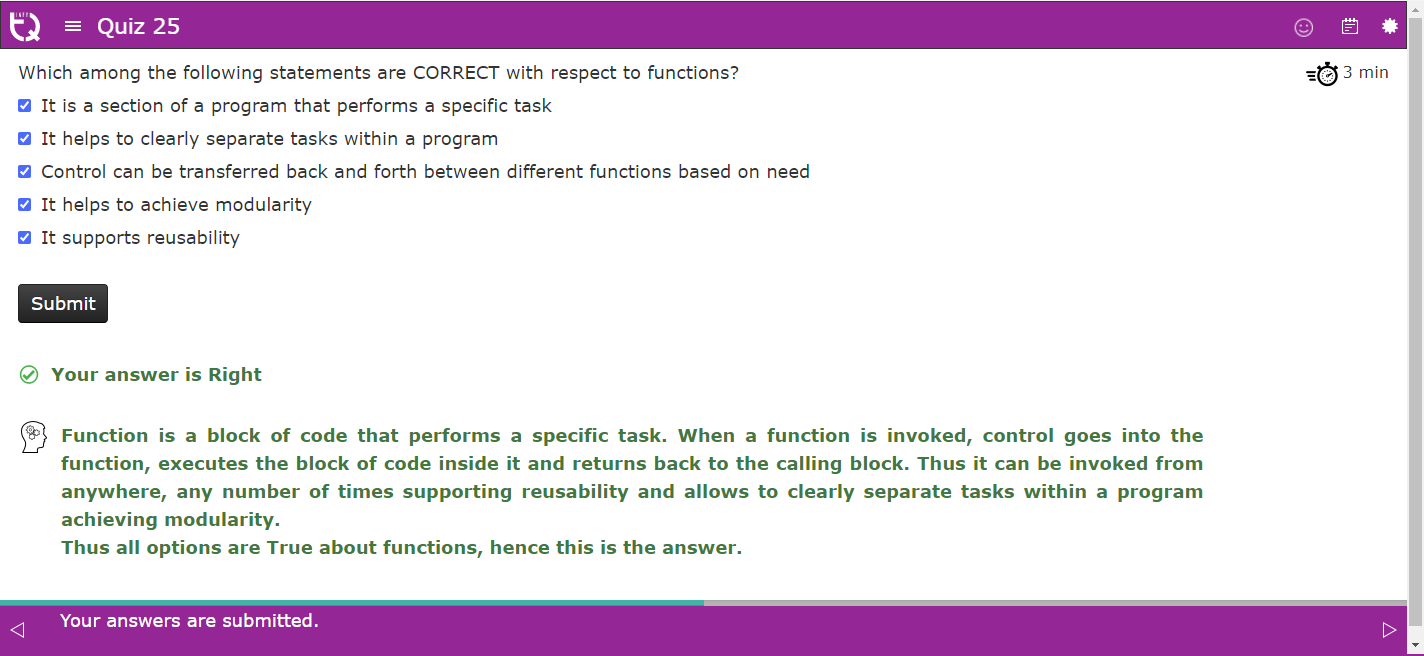 Quiz 25
Which among the following statements are CORRECT with respect to functions?
3 min
It is a section of a program that performs a specific task
It helps to clearly separate tasks within a program
Control can be transferred back and forth between different functions based on need
It helps to achieve modularity
It supports reusability
Submit
Your answer is Right
Function is a block of code that performs a specific task. When a function is invoked, control goes into the
function, executes the block of code inside it and returns back to the calling block. Thus it can be invoked from
anywhere, any number of times supporting reusability and allows to clearly separate tasks within a program
achieving modularity.
Thus all options are True about functions, hence this is the answer.
Your answers are submitted.